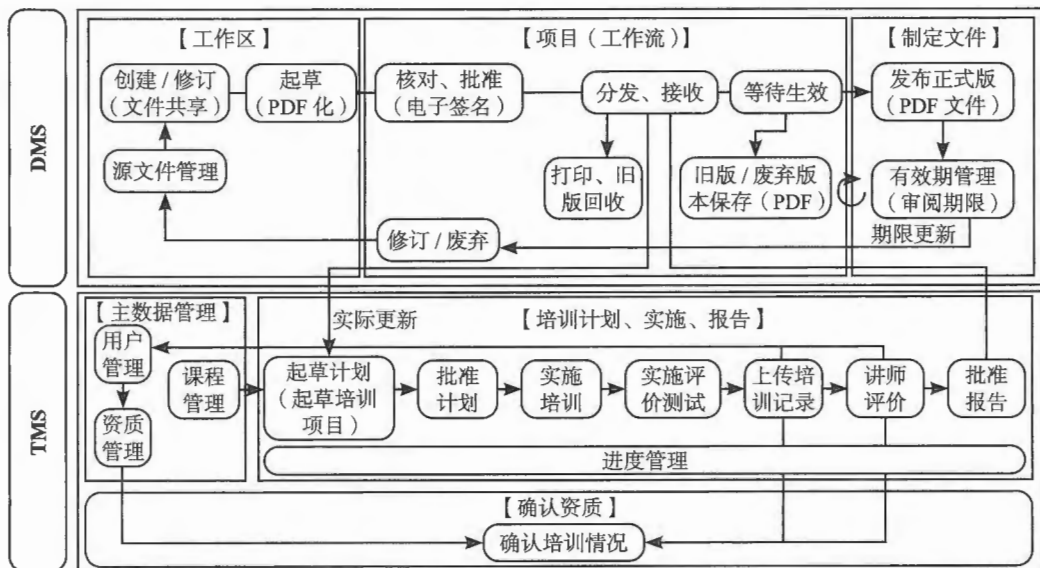 DMS
【工作区】
创建/修订
（文件共享）
起草
（PDF 化）
源文件管理
【项目（工作流）】
核对、批准
（电子签名）
分发、接收
等待生效
打印、旧
版回收
旧版/废弃版
本保存（PDF）
修订/废弃
【制定文件】
发布正式版
（PDF 文件）
有效期管理
（审阅期限）
期限更新
TMS
【主数据管理】
用户
管理
课程
管理
资质
管理
实际更新
【培训计划、实施、报告】
起草计划
（起草培训
项目）
批准
计划
实施
培训
实施评
价测试
上传培
训记录
讲师
评价
批准
报告
进度管理
【确认资质】
确认培训情况